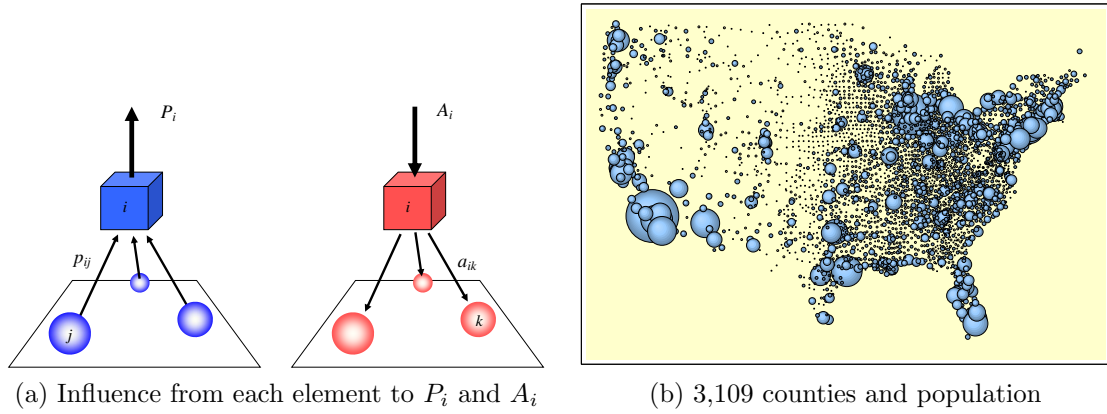 P_i
A_i
i
i
p_ij
a_ik
j
k
(a) Influence from each element to P_i and A_i
(b) 3,109 counties and population